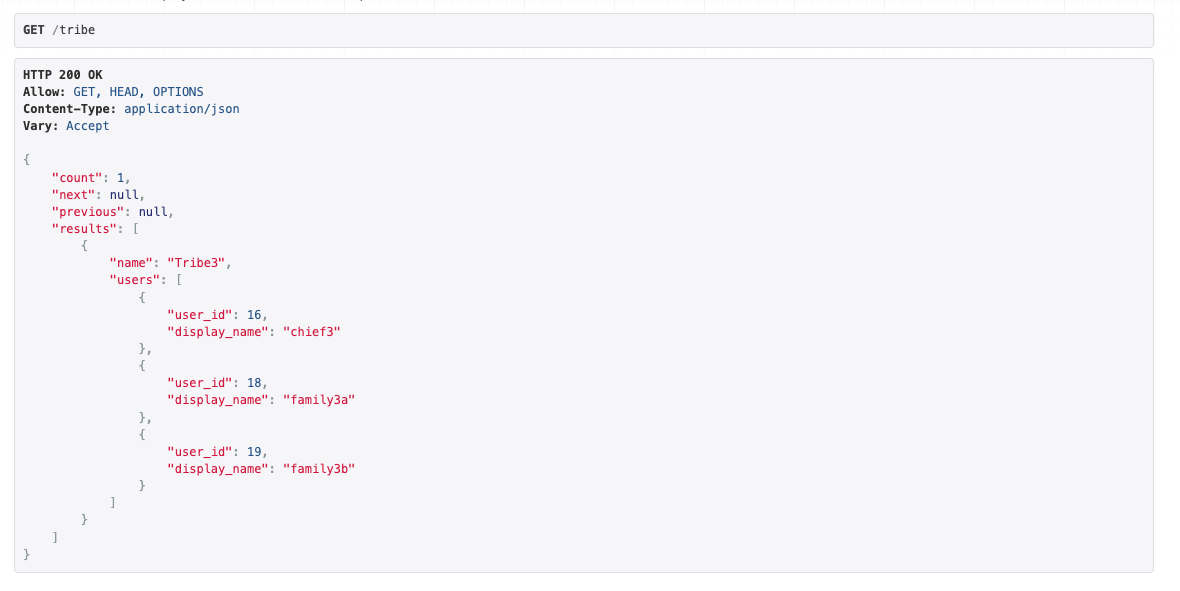 GET /tribe
HTTP 200 OK
Allow: GET, HEAD, OPTIONS
Content-Type: application/json
Vary: Accept
{
    "count": 1,
    "next": null,
    "previous": null,
    "results": [
        {
            "name": "Tribe3",
            "users": [
                {
                    "user_id": 16,
                    "display_name": "chief3"
                },
                {
                    "user_id": 18,
                    "display_name": "family3a"
                },
                {
                    "user_id": 19,
                    "display_name": "family3b"
                }
            ]
        }
    ]
}